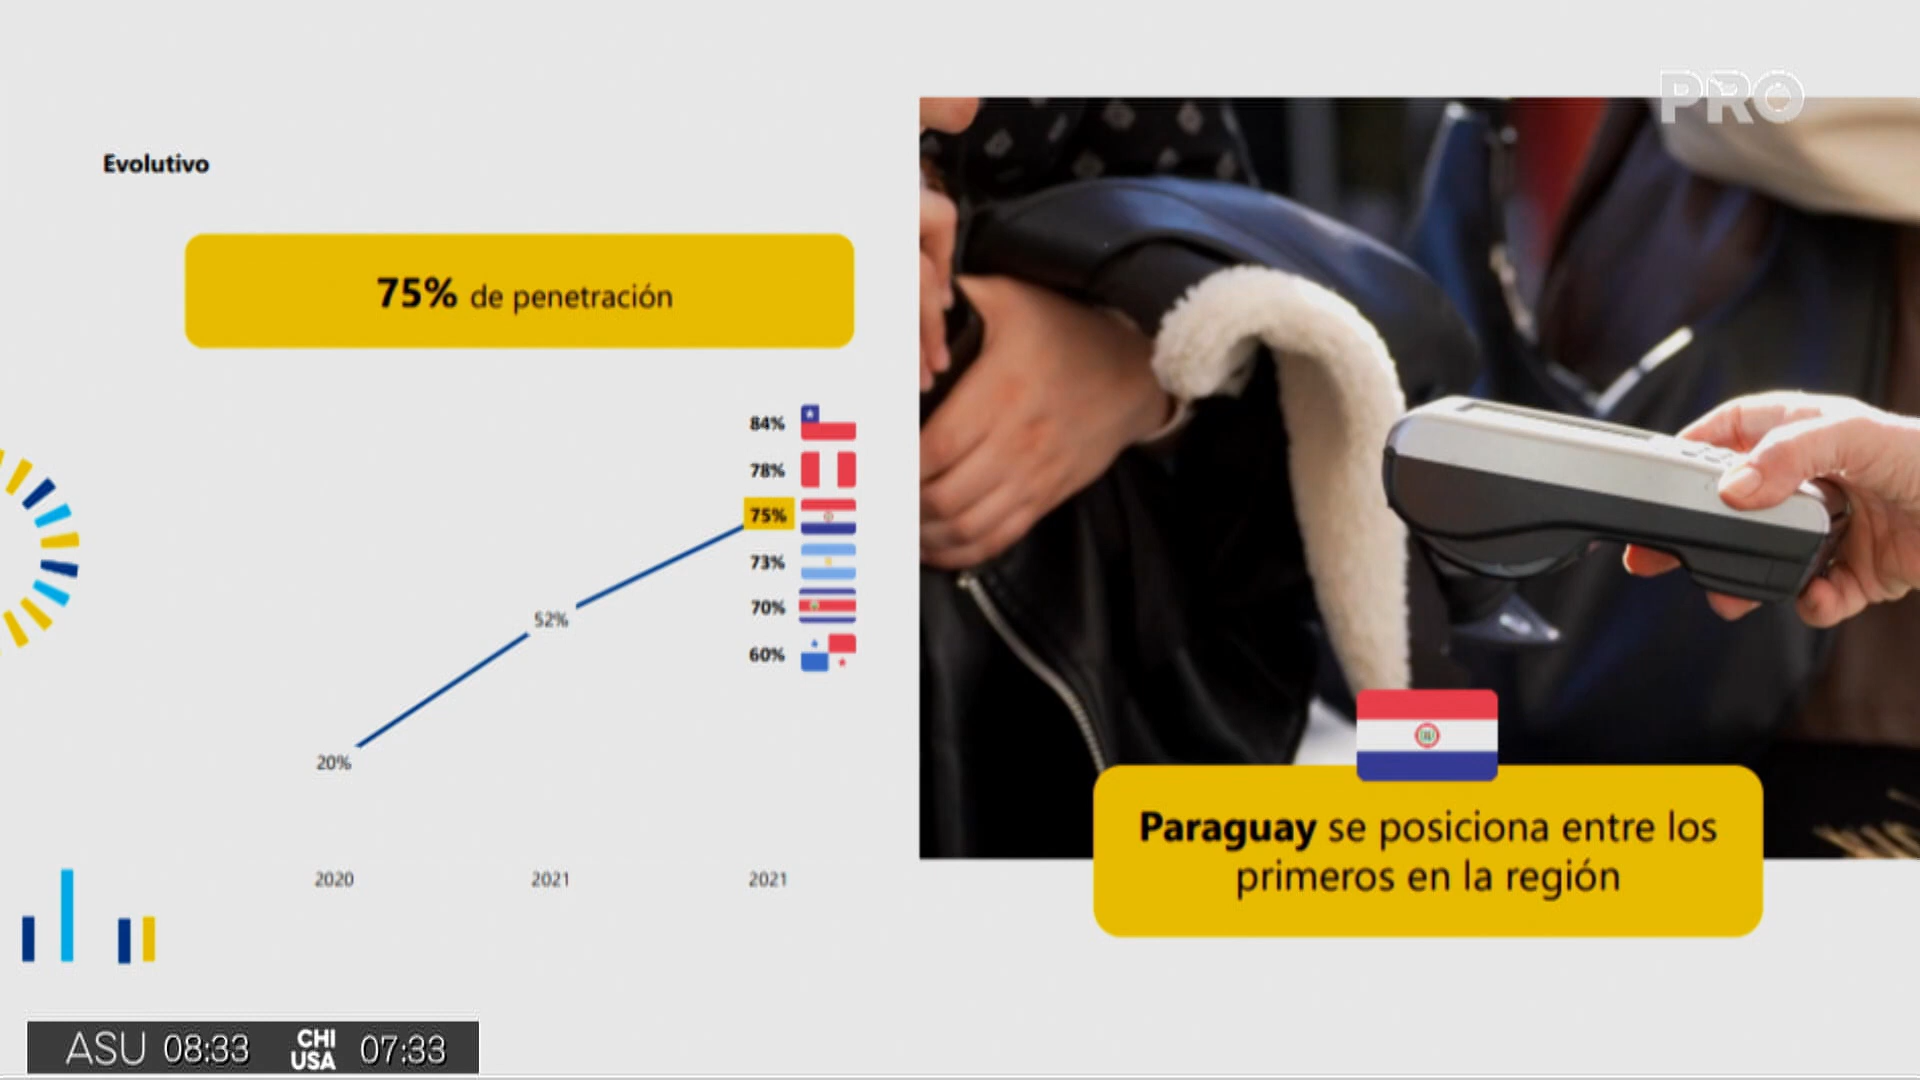 PRO
Evolutivo
75% de penetración
84%
78%
75%
73%
70%
60%
52%
20%
2020 2021 2021
Paraguay se posiciona entre los
primeros en la región
ASU 08:33 CHI USA 07:33